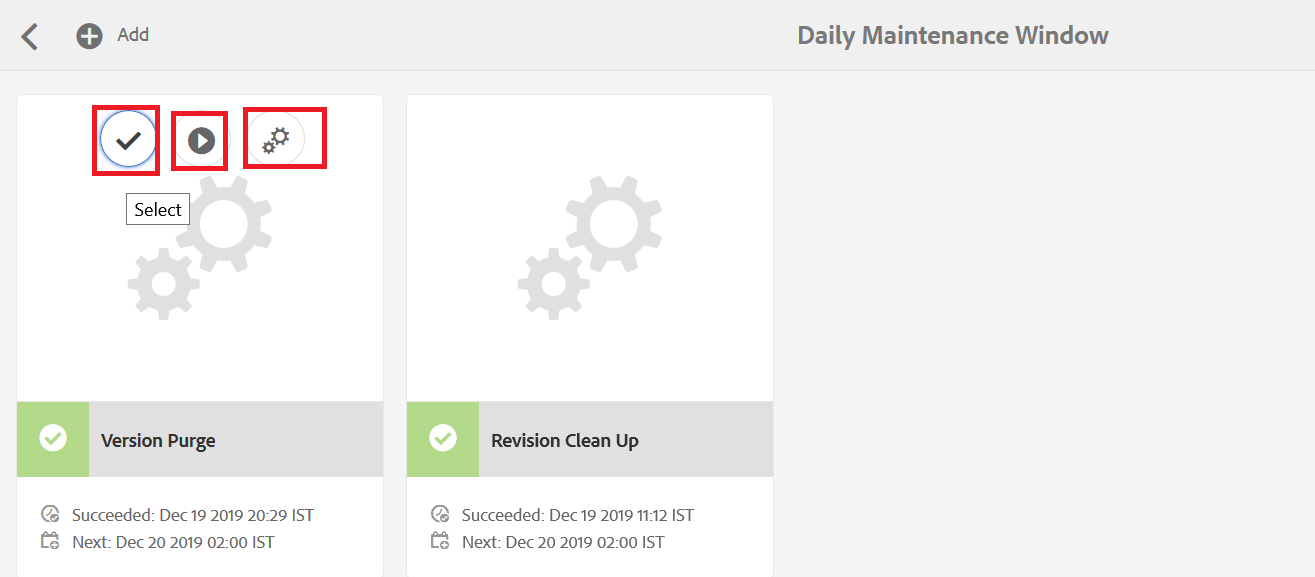 Add
Daily Maintenance Window
Select
Version Purge
Succeeded: Dec 19 2019 20:29 IST
Next: Dec 20 2019 02:00 IST
Revision Clean Up
Succeeded: Dec 19 2019 11:12 IST
Next: Dec 20 2019 02:00 IST